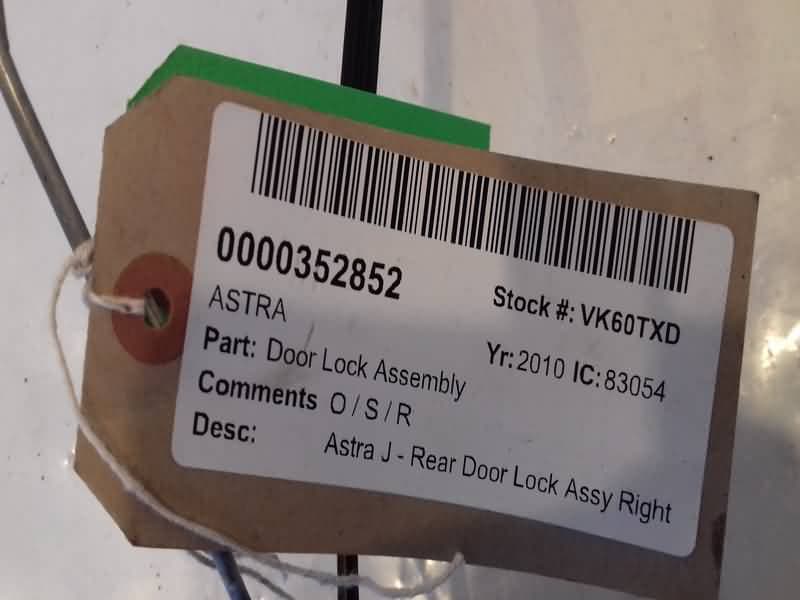 0000352852
ASTRA
Stock #: VK60TXD
Part: Door Lock Assembly
Yr: 2010 IC: 83054
Comments O / S / R
Desc: Astra J - Rear Door Lock Assy Right